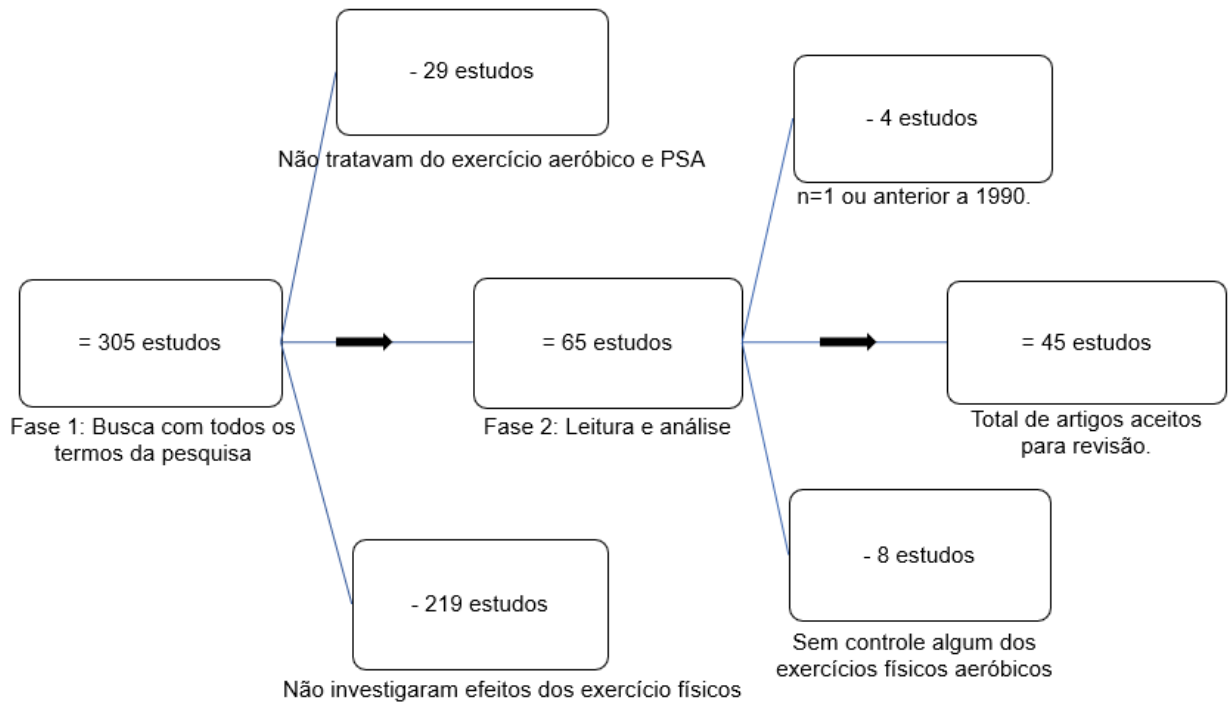 - 29 estudos
Não tratavam do exercício aeróbico e PSA
- 4 estudos
n=1 ou anterior a 1990.
= 305 estudos
Fase 1: Busca com todos os
termos da pesquisa
= 65 estudos
Fase 2: Leitura e análise
= 45 estudos
Total de artigos aceitos
para revisão.
- 219 estudos
Não investigaram efeitos dos exercício físicos
- 8 estudos
Sem controle algum dos
exercícios físicos aeróbicos